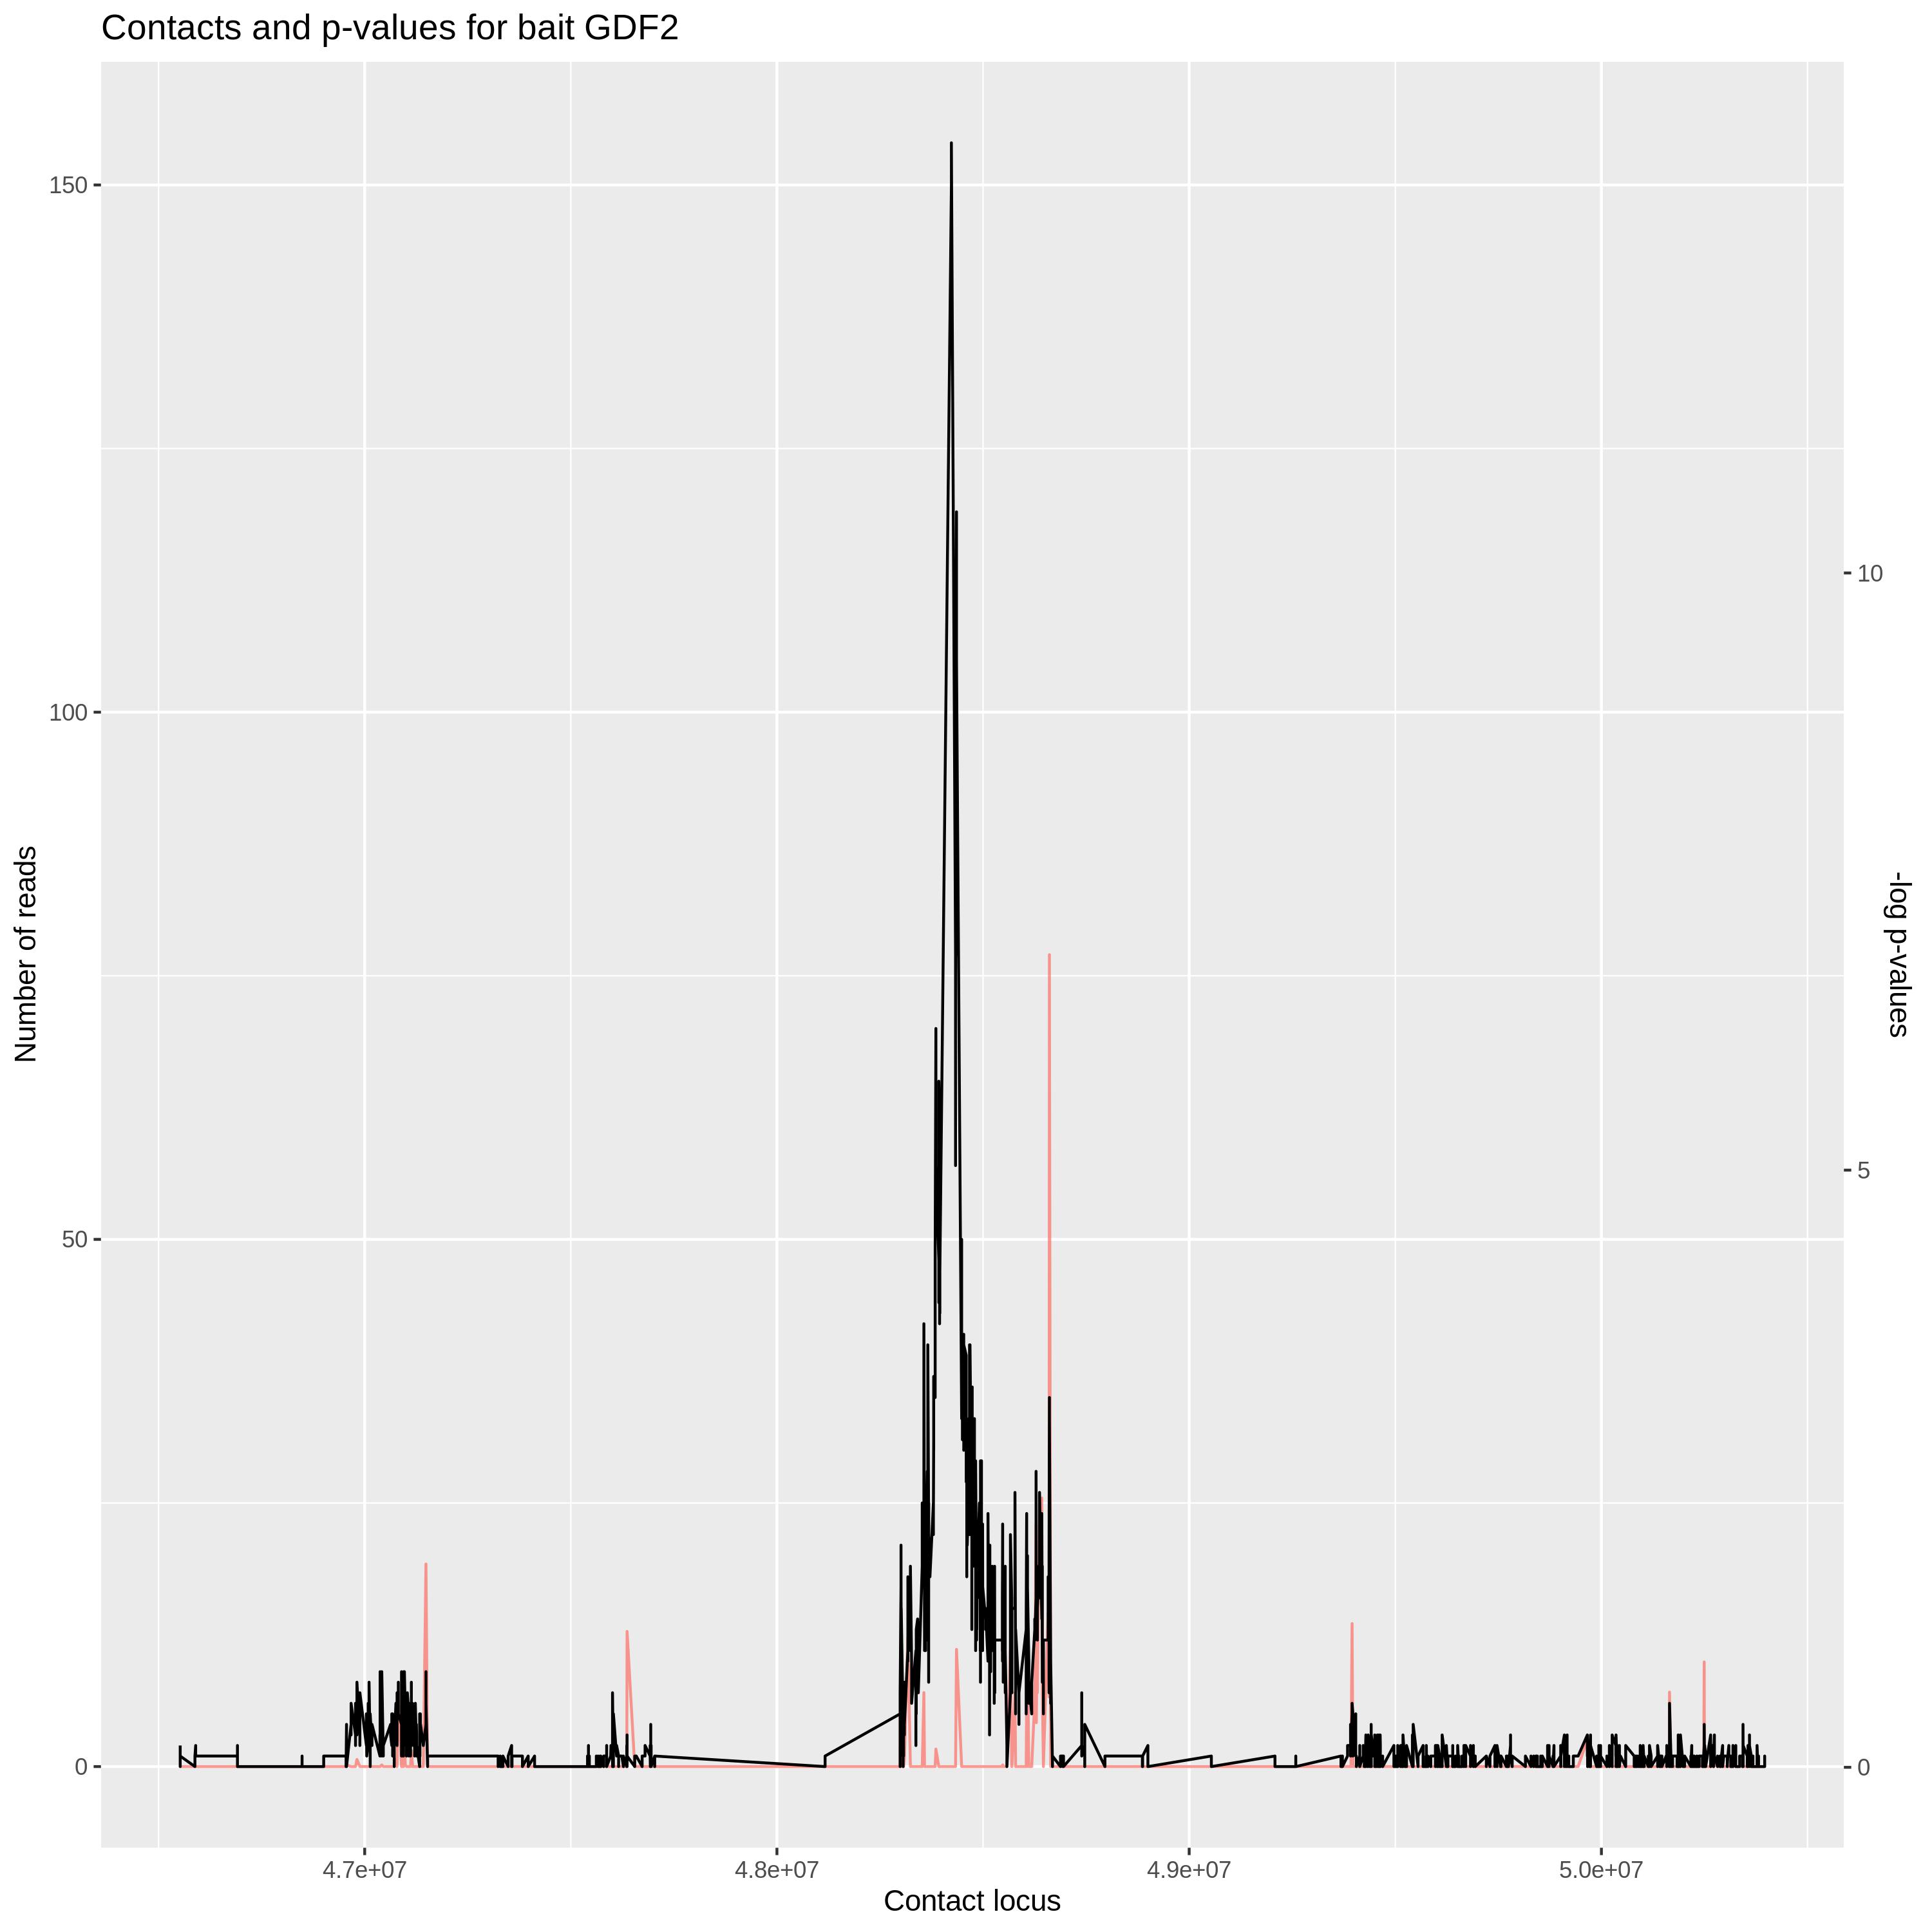 Contacts and p-values for bait GDF2
150
100
50
0
Number of reads
10
5
0
-log p-values
4.7e+07
4.8e+07
4.9e+07
5.0e+07
Contact locus